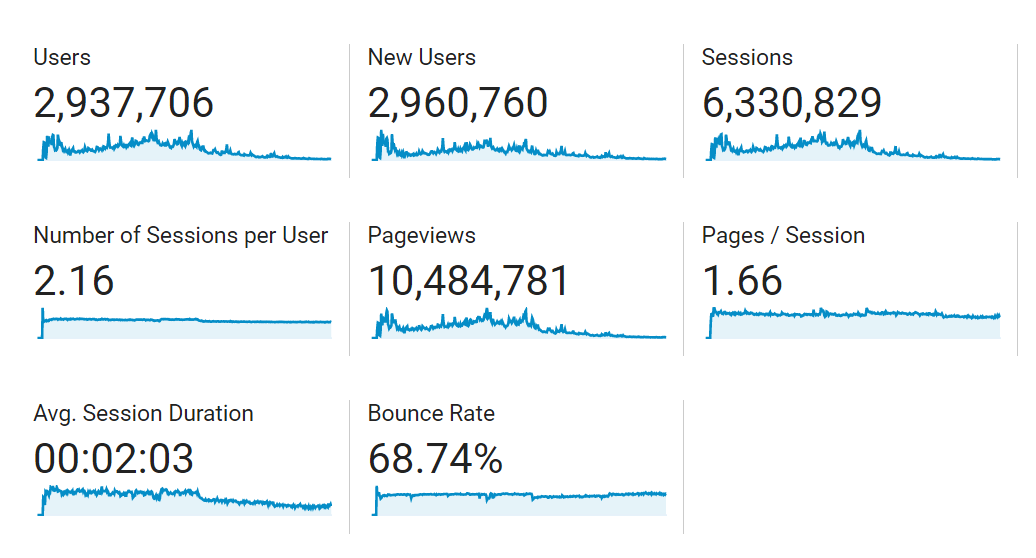 Users
2,937,706
New Users
2,960,760
Sessions
6,330,829
Number of Sessions per User
2.16
Pageviews
10,484,781
Pages / Session
1.66
Avg. Session Duration
00:02:03
Bounce Rate
68.74%